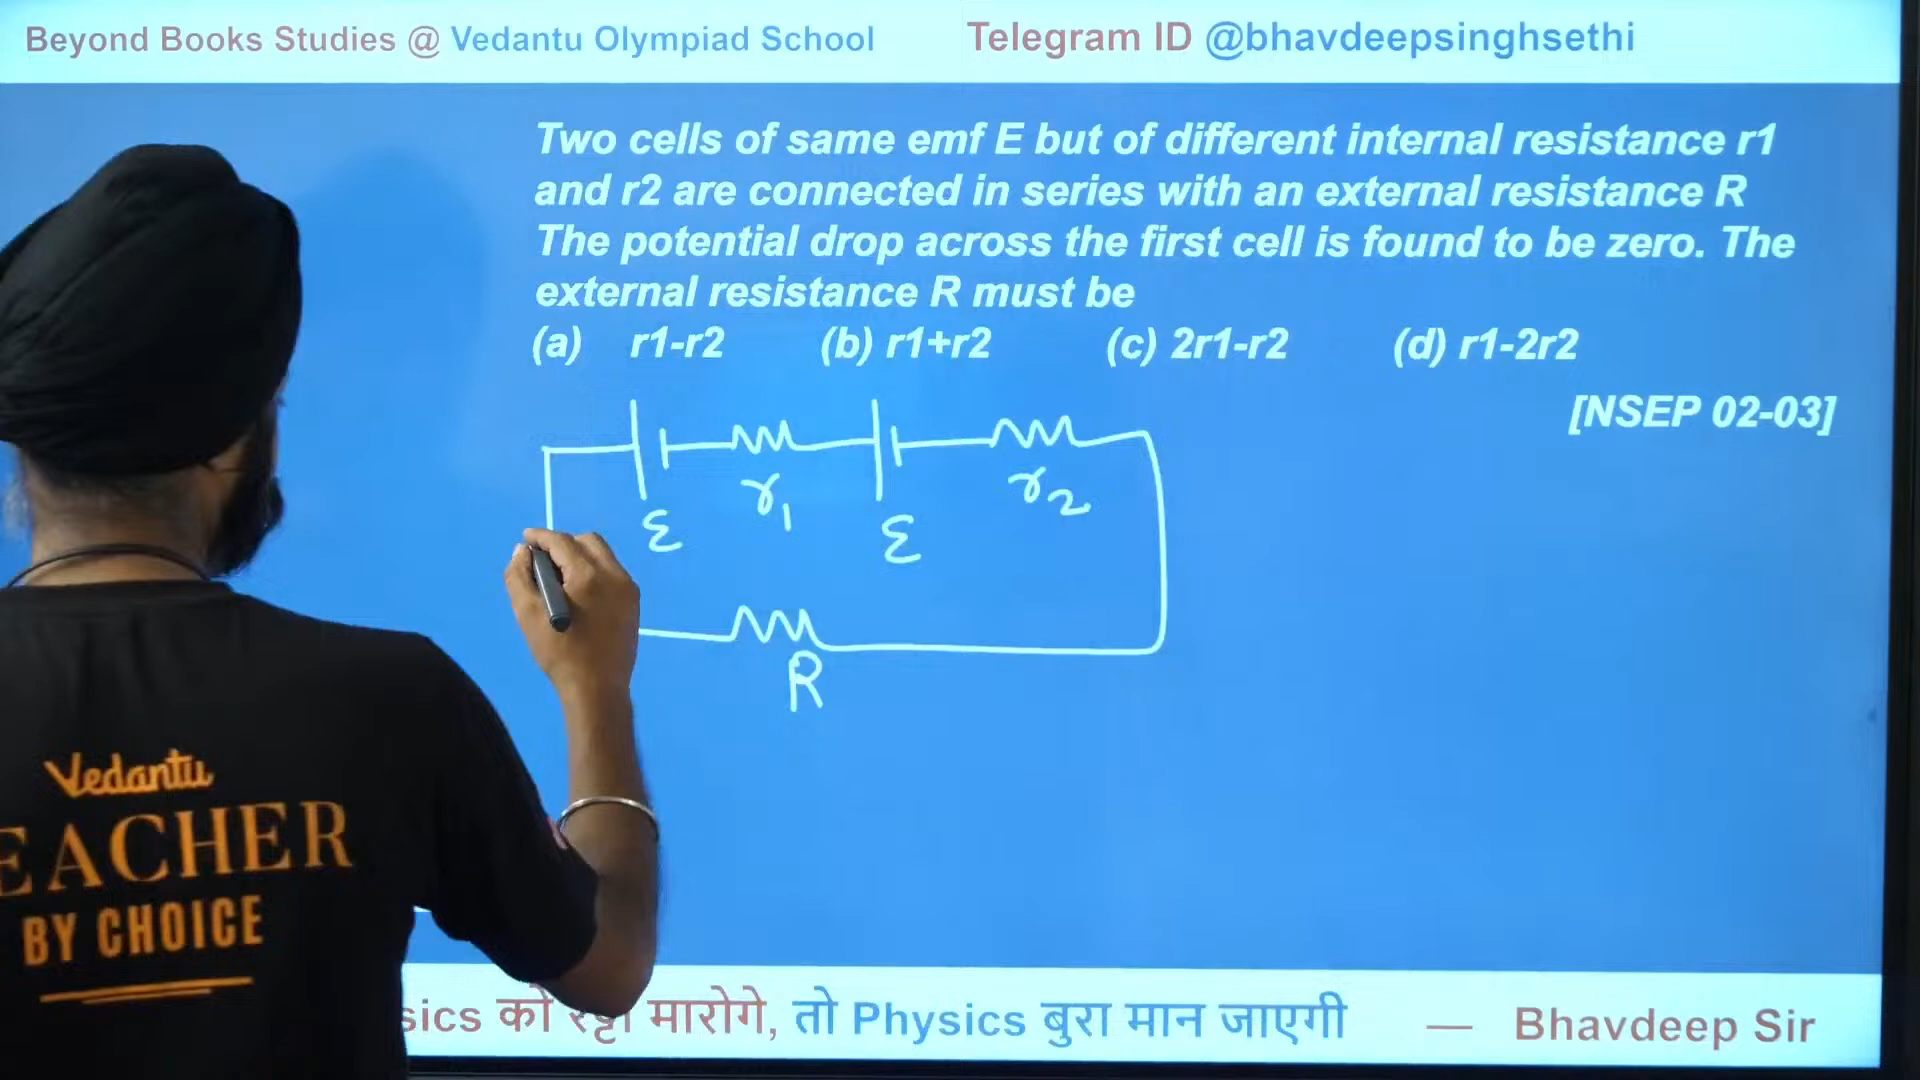 Beyond Books Studies @ Vedantu Olympiad School Telegram ID @bhavdeepsinghsethi
Two cells of same emf E but of different internal resistance r1
and r2 are connected in series with an external resistance R
The potential drop across the first cell is found to be zero. The
external resistance R must be
(a) r1-r2 (b) r1+r2 (c) 2r1-r2 (d) r1-2r2
[NSEP 02-03]
r1 r2
ε ε
R
Vedantu
EACHER
BY CHOICE
sics को रट्टा मारोगे, तो Physics बुरा मान जाएगी — Bhavdeep Sir